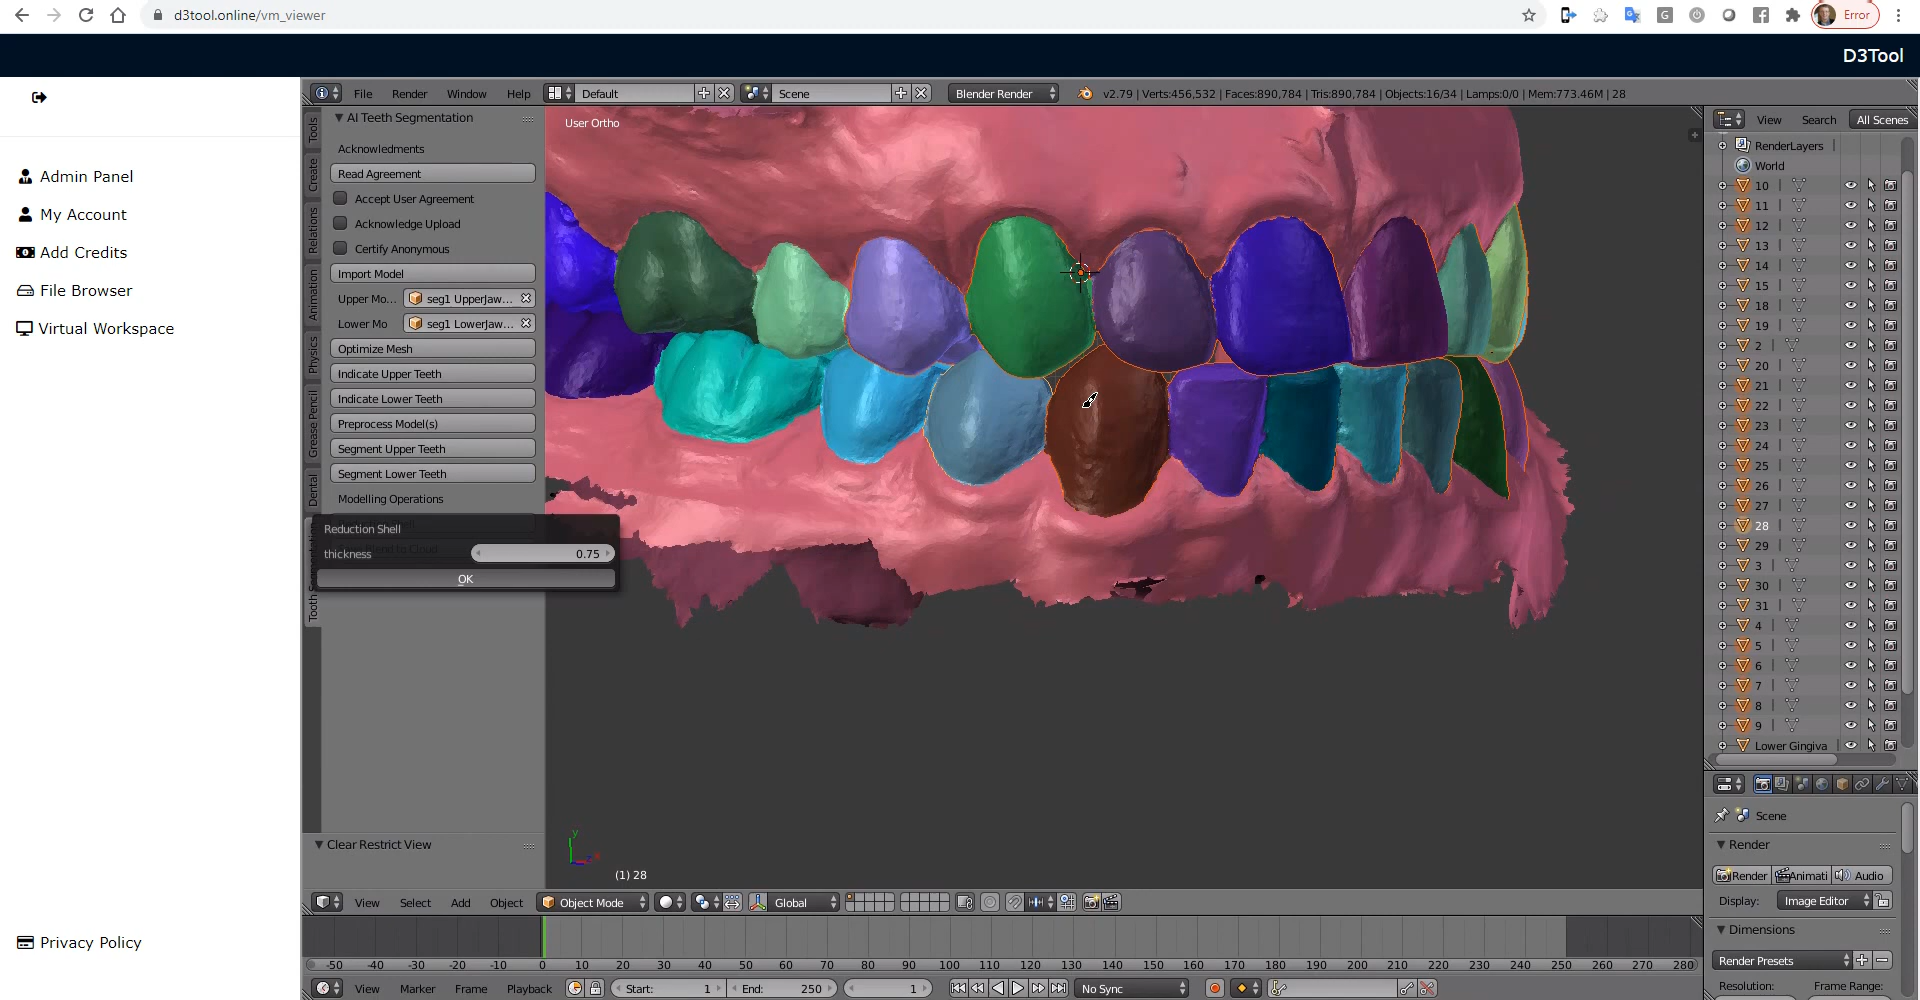 d3tool.online/vm_viewer
Error
D3Tool
Admin Panel
My Account
Add Credits
File Browser
Virtual Workspace
Privacy Policy
File Render Window Help Default Scene Blender Render v2.79 | Verts:456,532 | Faces:890,784 | Tris:890,784 | Objects:16/34 | Lamps:0/0 | Mem:773.46M | 28
Tools
Create
Relations
Animation
Physics
Grease Pencil
Dental
AI Teeth Segmentation
Acknowledments
Read Agreement
Accept User Agreement
Acknowledge Upload
Certify Anonymous
Import Model
Upper Mo... seg1 UpperJaw...
Lower Mo seg1 LowerJaw...
Optimize Mesh
Indicate Upper Teeth
Indicate Lower Teeth
Preprocess Model(s)
Segment Upper Teeth
Segment Lower Teeth
Modelling Operations
Reduction Shell
thickness 0.75
OK
Clear Restrict View
User Ortho
y
(1) 28
View Select Add Object Object Mode Global
-50 -40 -30 -20 -10 0 10 20 30 40 50 60 70 80 90 100 110 120 130 140 150 160 170 180 190 200 210 220 230 240 250 260 270 280
View Marker Frame Playback Start: 1 End: 250 1 No Sync
View Search All Scenes
RenderLayers
World
10
11
12
13
14
15
18
19
2
20
21
22
23
24
25
26
27
28
29
3
30
31
4
5
6
7
8
9
Lower Gingiva
Scene
Render
Render Animati Audio
Display: Image Editor
Dimensions
Render Presets
Resolution: Frame Range: